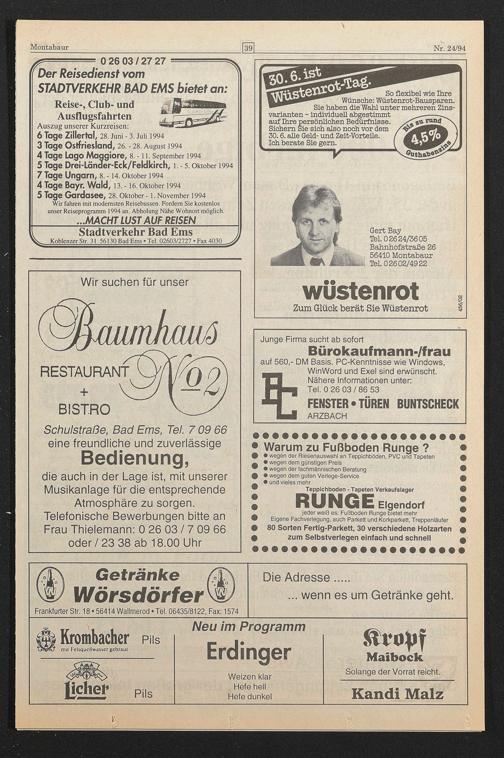 Montabaur
39
Nr. 24/94
0 26 03 / 27 27
Der Reisedienst vom
STADTVERKEHR BAD EMS bietet an:
Reise-, Club- und
Ausflugsfahrten
Auszug unserer Kurzreisen:
6 Tage Zillertal, 28. Juni - 3. Juli 1994
3 Tage Ostfriesland, 26. - 28. August 1994
4 Tage Lago Maggiore, 8. - 11. September 1994
5 Tage Drei-Länder-Eck/Feldkirch, 1. - 5. Oktober 1994
7 Tage Ungarn, 8. - 14. Oktober 1994
4 Tage Bayr. Wald, 13. - 16. Oktober 1994
5 Tage Gardasee, 28. Oktober - 1. November 1994
Wir fahren mit modernsten Reisebussen. Fordern Sie kostenlos
unser Reiseprogramm 1994 an. Abholung Nähe Wohnort möglich.
...MACHT LUST AUF REISEN
Stadtverkehr Bad Ems
Koblenzer Str. 31 56130 Bad Ems • Tel. 02603/2727 • Fax 4030
30. 6. ist
Wüstenrot-Tag.
So flexibel wie Ihre
Wünsche: Wüstenrot-Bausparen.
Sie haben die Wahl unter mehreren Zins-
varianten – individuell abgestimmt
auf Ihre persönlichen Bedürfnisse.
Sichern Sie sich also noch vor dem
30. 6. alle Geld- und Zeit-Vorteile.
Ich berate Sie gern.
Bis zu rund
4,5%
Guthabenzins
Gert Bay
Tel. 0 26 24/36 05
Bahnhofstraße 26
56410 Montabaur
Tel. 0 26 02/49 22
wüstenrot
Zum Glück berät Sie Wüstenrot
Wir suchen für unser
Baumhaus
RESTAURANT No 2
+
BISTRO
Schulstraße, Bad Ems, Tel. 7 09 66
eine freundliche und zuverlässige
Bedienung,
die auch in der Lage ist, mit unserer
Musikanlage für die entsprechende
Atmosphäre zu sorgen.
Telefonische Bewerbungen bitte an
Frau Thielemann: 0 26 03 / 7 09 66
oder / 23 38 ab 18.00 Uhr
Junge Firma sucht ab sofort
Bürokaufmann-/frau
auf 560,- DM Basis. PC-Kenntnisse wie Windows,
WinWord und Exel sind erwünscht.
Nähere Informationen unter:
Tel. 0 26 03 / 86 53
FENSTER • TÜREN BUNTSCHECK
ARZBACH
Warum zu Fußboden Runge ?
wegen der Riesenauswahl an Teppichböden, PVC und Tapeten
wegen dem günstigen Preis
wegen der fachmännischen Beratung
wegen dem guten Verlege-Service
und vieles mehr
Teppichboden - Tapeten Verkaufslager
RUNGE Elgendorf
jeder weiß es: Fußboden Runge bietet mehr
Eigene Fachverlegung, auch Parkett und Korkparkett, Treppenläufer
80 Sorten Fertig-Parkett, 30 verschiedene Holzarten
zum Selbstverlegen einfach und schnell
Getränke
Wörsdörfer
Frankfurter Str. 18 • 56414 Wallmerod • Tel. 06435/8122, Fax: 1574
Die Adresse .....
... wenn es um Getränke geht.
Krombacher Pils
mit Felsquellwasser gebraut
Licher Pils
Neu im Programm
Erdinger
Weizen klar
Hefe hell
Hefe dunkel
Kropf
Maibock
Solange der Vorrat reicht.
Kandi Malz